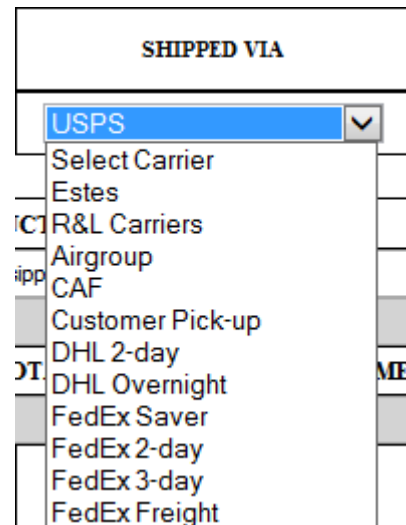 SHIPPED VIA
USPS
Select Carrier
Estes
R&L Carriers
Airgroup
CAF
Customer Pick-up
DHL 2-day
DHL Overnight
FedEx Saver
FedEx 2-day
FedEx 3-day
FedEx Freight